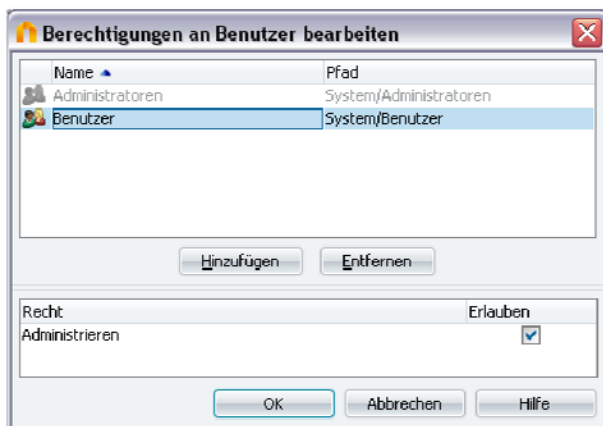 Berechtigungen an Benutzer bearbeiten
Name Pfad
Administratoren System/Administratoren
Benutzer System/Benutzer
Hinzufügen Entfernen
Recht Erlauben
Administrieren
OK Abbrechen Hilfe